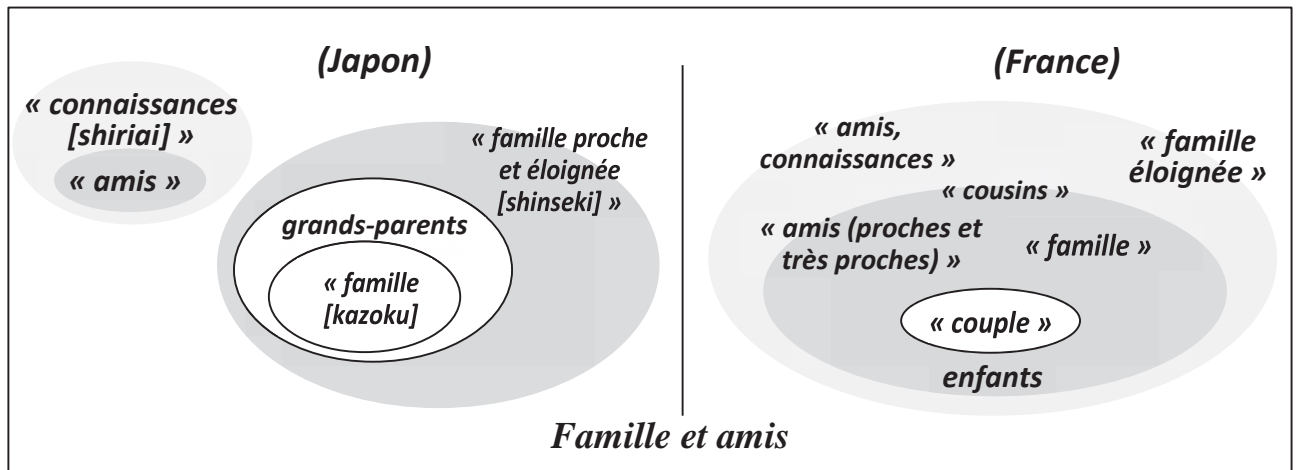 (Japon)
« connaissances
[shiriai] »
« amis »
« famille proche
et éloignée
[shinseki] »
grands-parents
« famille
[kazoku]
(France)
« amis,
connaissances »
« famille
éloignée »
« cousins »
« amis (proches et
très proches) »
« famille »
« couple »
enfants
Famille et amis